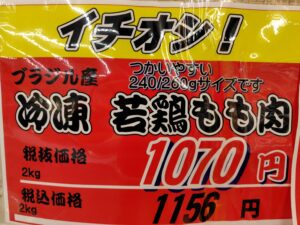 イチオシ!
ブラジル産
つかいやすい
240/260gサイズです
冷凍 若鶏もも肉
税抜価格
2kg
1070円
税込価格
2kg
1156円